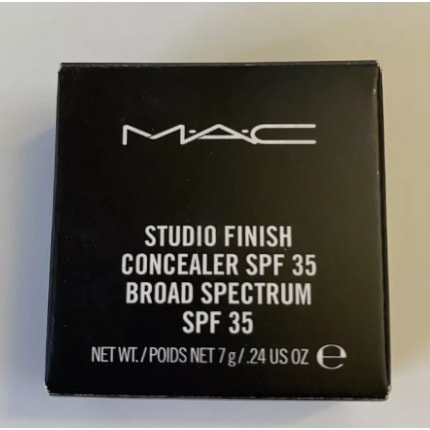 M·A·C
STUDIO FINISH
CONCEALER SPF 35
BROAD SPECTRUM
SPF 35
NET WT./POIDS NET 7 g/.24 US OZ e